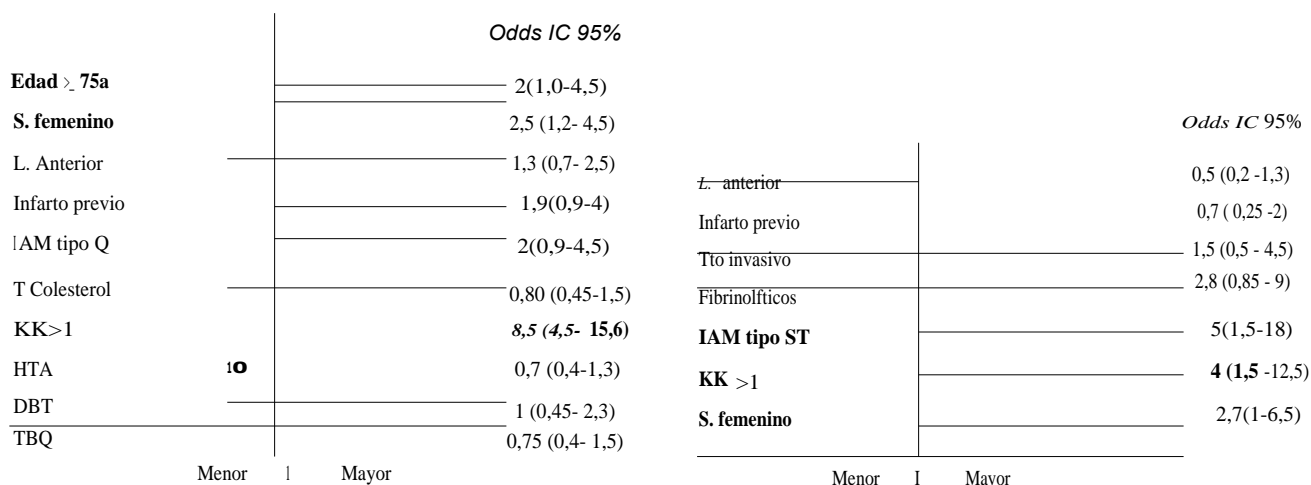 Odds IC 95%
Edad >_ 75a 2(1,0-4,5)
S. femenino 2,5 (1,2- 4,5)
L. Anterior 1,3 (0,7- 2,5)
Infarto previo 1,9(0,9-4)
lAM tipo Q 2(0,9-4,5)
T Colesterol 0,80 (0,45-1,5)
KK>1 8,5 (4,5- 15,6)
HTA 10 0,7 (0,4-1,3)
DBT 1 (0,45- 2,3)
TBQ 0,75 (0,4- 1,5)
Menor l Mayor
Odds IC 95%
L. anterior 0,5 (0,2 -1,3)
Infarto previo 0,7 ( 0,25 -2)
Tto invasivo 1,5 (0,5 - 4,5)
Fibrinolfticos 2,8 (0,85 - 9)
IAM tipo ST 5(1,5-18)
KK >1 4 (1,5 -12,5)
S. femenino 2,7(1-6,5)
Menor I Mavor